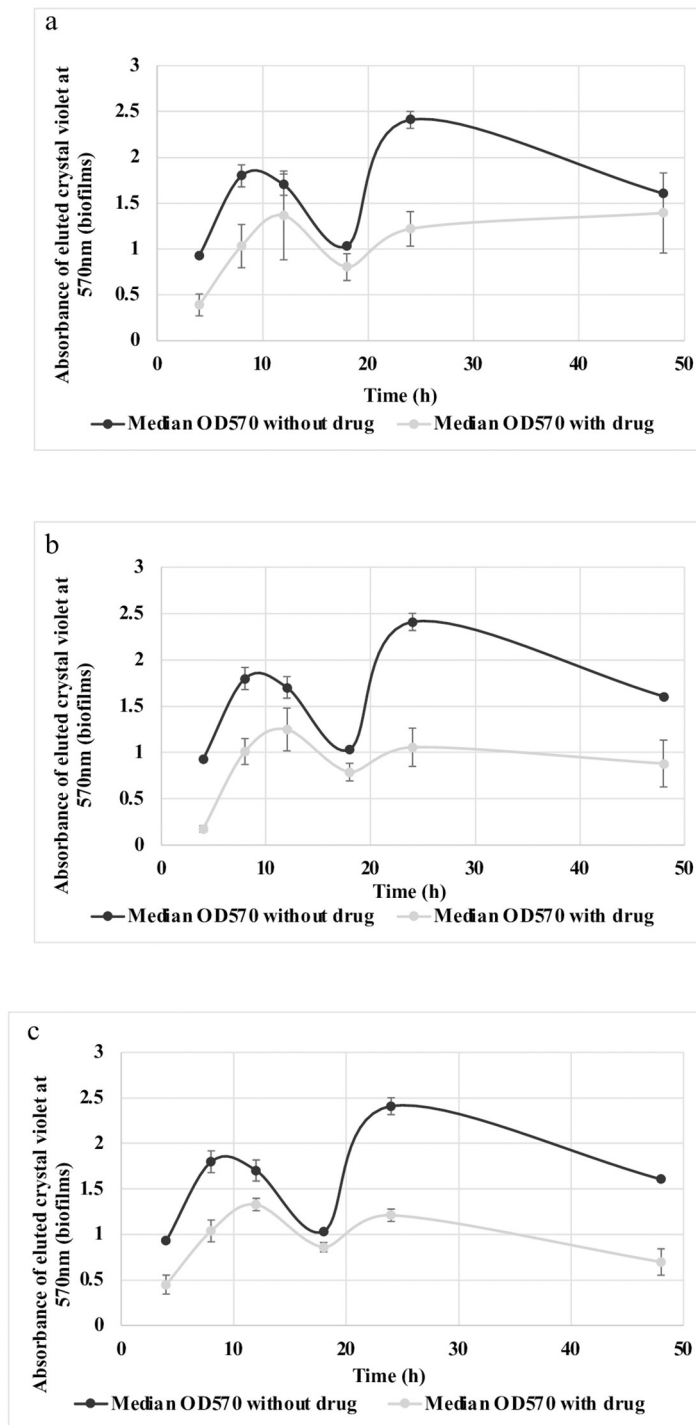 a
Absorbance of eluted crystal violet at
570nm (biofilms)
3
2.5
2
1.5
1
0.5
0
0 10 20 30 40 50
Time (h)
Median OD570 without drug Median OD570 with drug
b
Absorbance of eluted crystal violet at
570nm (biofilms)
3
2.5
2
1.5
1
0.5
0
0 10 20 30 40 50
Time (h)
Median OD570 without drug Median OD570 with drug
c
Absorbance of eluted crystal violet at
570nm (biofilms)
3
2.5
2
1.5
1
0.5
0
0 10 20 30 40 50
Time (h)
Median OD570 without drug Median OD570 with drug